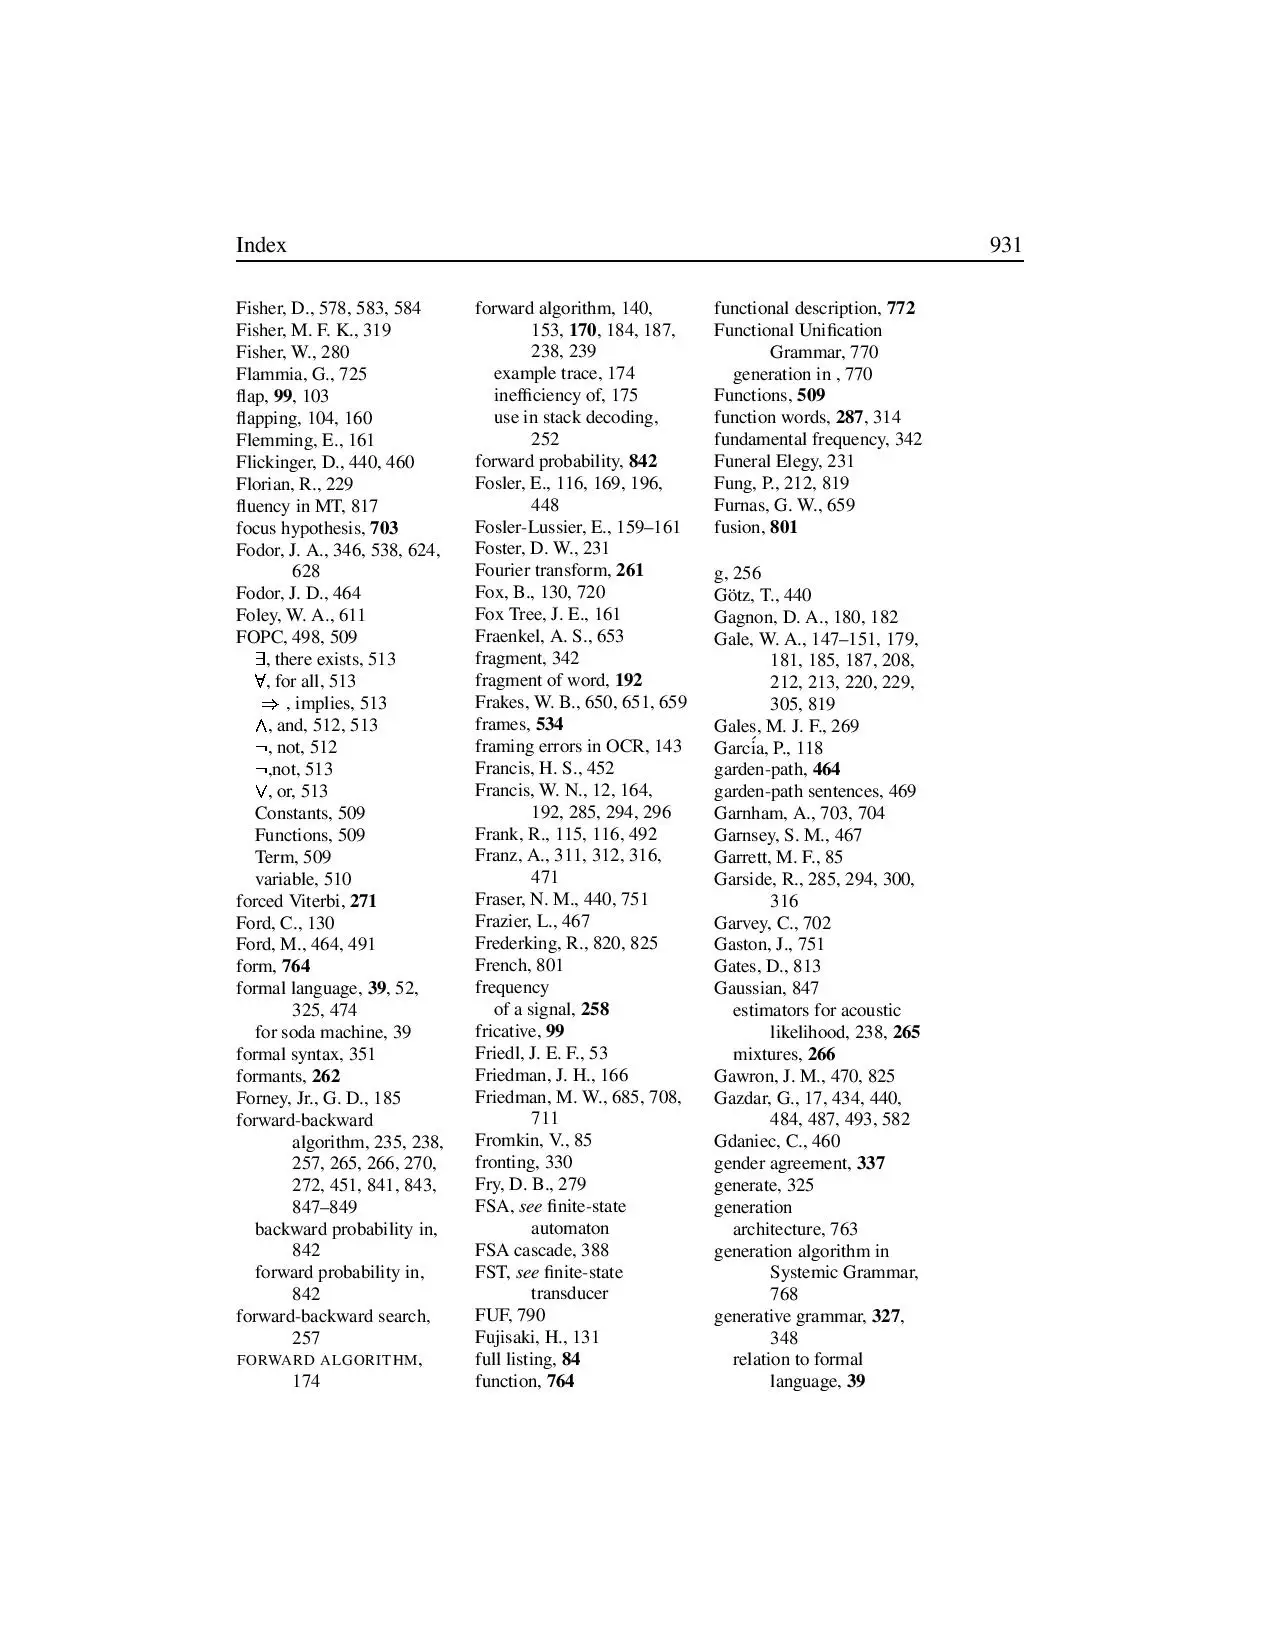 Index
931
Fisher, D., 578, 583, 584
Fisher, M. F. K., 319
Fisher, W., 280
Flammia, G., 725
flap, 99, 103
flapping, 104, 160
Flemming, E., 161
Flickinger, D., 440, 460
Florian, R., 229
fluency in MT, 817
focus hypothesis, 703
Fodor, J. A., 346, 538, 624,
628
Fodor, J. D., 464
Foley, W. A., 611
FOPC, 498, 509
∃, there exists, 513
∀, for all, 513
⇒ , implies, 513
∧, and, 512, 513
¬, not, 512
¬,not, 513
∨, or, 513
Constants, 509
Functions, 509
Term, 509
variable, 510
forced Viterbi, 271
Ford, C., 130
Ford, M., 464, 491
form, 764
formal language, 39, 52,
325, 474
for soda machine, 39
formal syntax, 351
formants, 262
Forney, Jr., G. D., 185
forward-backward
algorithm, 235, 238,
257, 265, 266, 270,
272, 451, 841, 843,
847–849
backward probability in,
842
forward probability in,
842
forward-backward search,
257
FORWARD ALGORITHM,
174
forward algorithm, 140,
153, 170, 184, 187,
238, 239
example trace, 174
inefficiency of, 175
use in stack decoding,
252
forward probability, 842
Fosler, E., 116, 169, 196,
448
Fosler-Lussier, E., 159–161
Foster, D. W., 231
Fourier transform, 261
Fox, B., 130, 720
Fox Tree, J. E., 161
Fraenkel, A. S., 653
fragment, 342
fragment of word, 192
Frakes, W. B., 650, 651, 659
frames, 534
framing errors in OCR, 143
Francis, H. S., 452
Francis, W. N., 12, 164,
192, 285, 294, 296
Frank, R., 115, 116, 492
Franz, A., 311, 312, 316,
471
Fraser, N. M., 440, 751
Frazier, L., 467
Frederking, R., 820, 825
French, 801
frequency
of a signal, 258
fricative, 99
Friedl, J. E. F., 53
Friedman, J. H., 166
Friedman, M. W., 685, 708,
711
Fromkin, V., 85
fronting, 330
Fry, D. B., 279
FSA, see finite-state
automaton
FSA cascade, 388
FST, see finite-state
transducer
FUF, 790
Fujisaki, H., 131
full listing, 84
function, 764
functional description, 772
Functional Unification
Grammar, 770
generation in , 770
Functions, 509
function words, 287, 314
fundamental frequency, 342
Funeral Elegy, 231
Fung, P., 212, 819
Furnas, G. W., 659
fusion, 801
g, 256
Götz, T., 440
Gagnon, D. A., 180, 182
Gale, W. A., 147–151, 179,
181, 185, 187, 208,
212, 213, 220, 229,
305, 819
Gales, M. J. F., 269
García, P., 118
garden-path, 464
garden-path sentences, 469
Garnham, A., 703, 704
Garnsey, S. M., 467
Garrett, M. F., 85
Garside, R., 285, 294, 300,
316
Garvey, C., 702
Gaston, J., 751
Gates, D., 813
Gaussian, 847
estimators for acoustic
likelihood, 238, 265
mixtures, 266
Gawron, J. M., 470, 825
Gazdar, G., 17, 434, 440,
484, 487, 493, 582
Gdaniec, C., 460
gender agreement, 337
generate, 325
generation
architecture, 763
generation algorithm in
Systemic Grammar,
768
generative grammar, 327,
348
relation to formal
language, 39